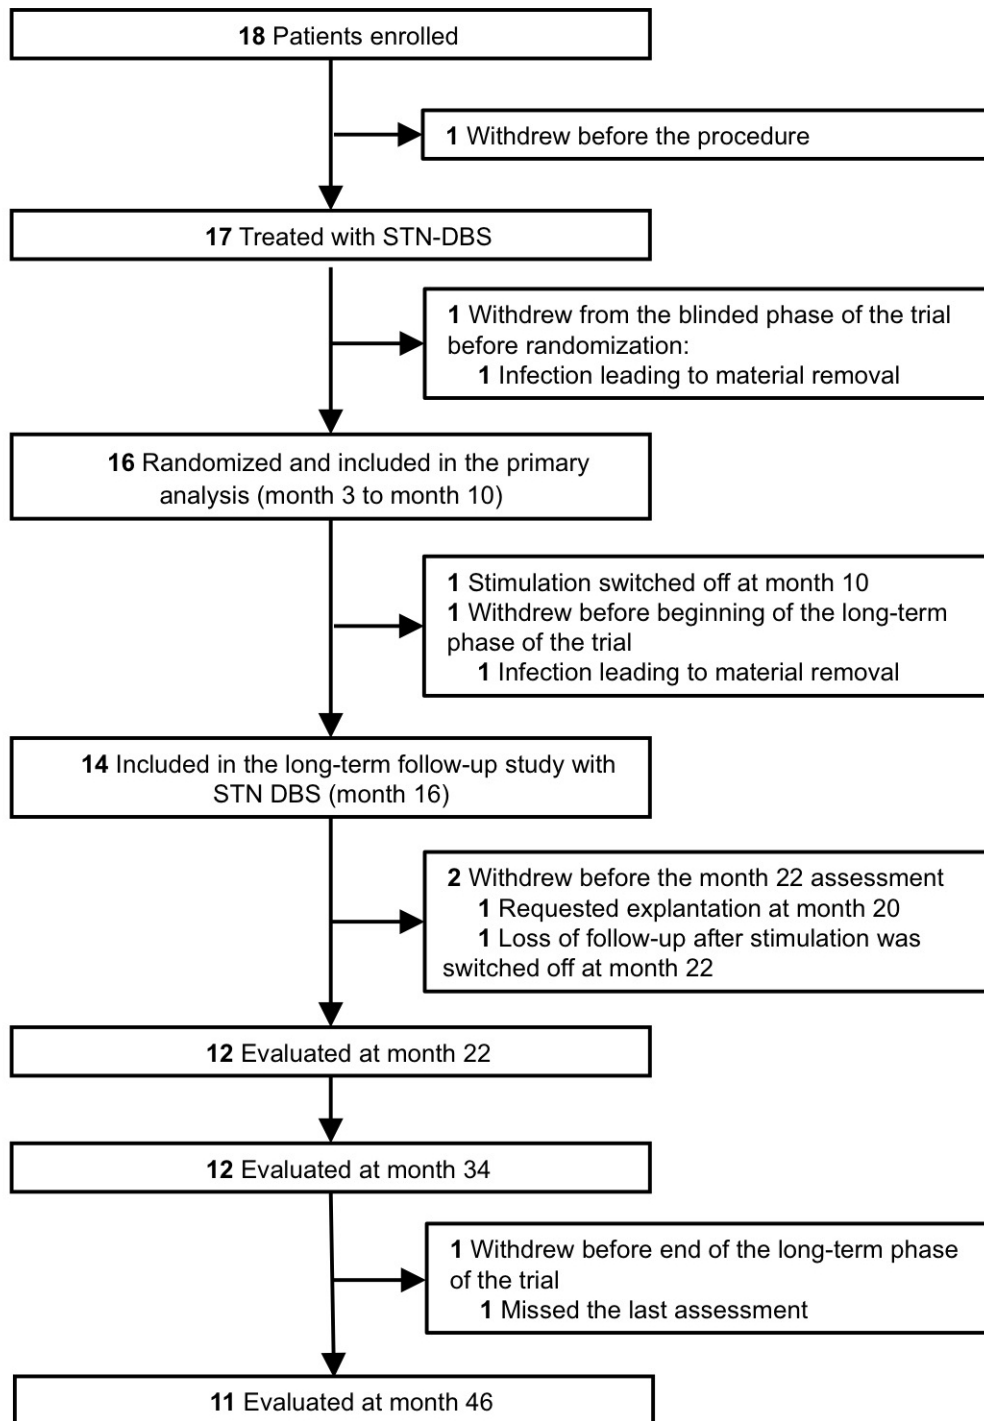 18 Patients enrolled
1 Withdrew before the procedure
17 Treated with STN-DBS
1 Withdrew from the blinded phase of the trial
before randomization:
1 Infection leading to material removal
16 Randomized and included in the primary
analysis (month 3 to month 10)
1 Stimulation switched off at month 10
1 Withdrew before beginning of the long-term
phase of the trial
1 Infection leading to material removal
14 Included in the long-term follow-up study with
STN DBS (month 16)
2 Withdrew before the month 22 assessment
1 Requested explantation at month 20
1 Loss of follow-up after stimulation was
switched off at month 22
12 Evaluated at month 22
12 Evaluated at month 34
1 Withdrew before end of the long-term phase
of the trial
1 Missed the last assessment
11 Evaluated at month 46